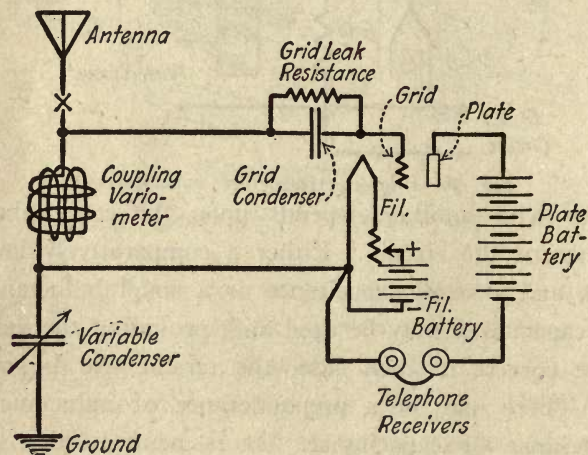 Antenna
Grid Leak
Resistance
Grid
Plate
Coupling
Vario-
meter
Grid
Condenser
Fil.
+
Plate
Bat-
tery
- Fil.
Battery
Variable
Condenser
Telephone
Receivers
Ground